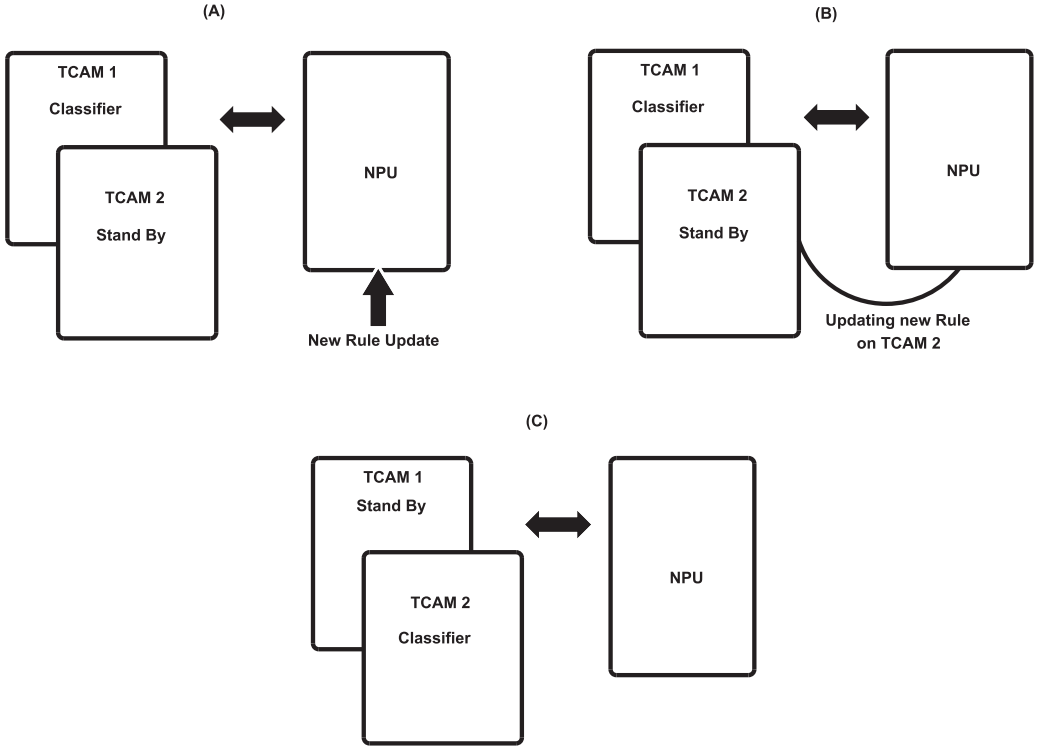 (A)
TCAM 1
Classifier
TCAM 2
Stand By
NPU
New Rule Update
(B)
TCAM 1
Classifier
TCAM 2
Stand By
NPU
Updating new Rule
on TCAM 2
(C)
TCAM 1
Stand By
TCAM 2
Classifier
NPU